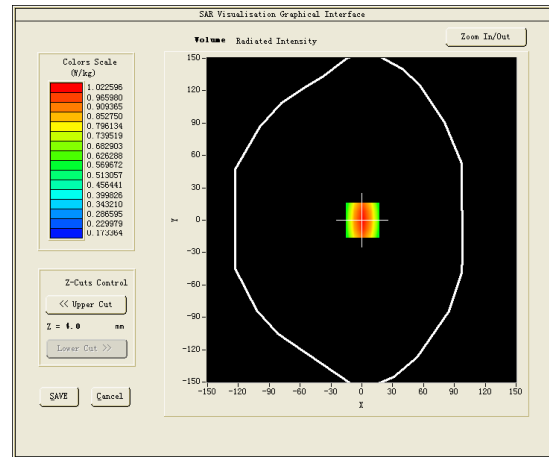 SAR Visualisation Graphical Interface
Volume Radiated Intensity
Zoom In/Out
Colors Scale
(W/kg)
1.022596
0.965980
0.909365
0.852750
0.796134
0.739519
0.682903
0.626288
0.569672
0.513057
0.456441
0.399826
0.343210
0.286595
0.229979
0.173364
Z-Cuts Control
<< Upper Cut
Z = 4.0 mm
Lower Cut >>
SAVE Cancel
150
120
90
60
30
0
-30
-60
-90
-120
-150
Y
-150 -120 -90 -60 -30 0 30 60 90 120 150
X